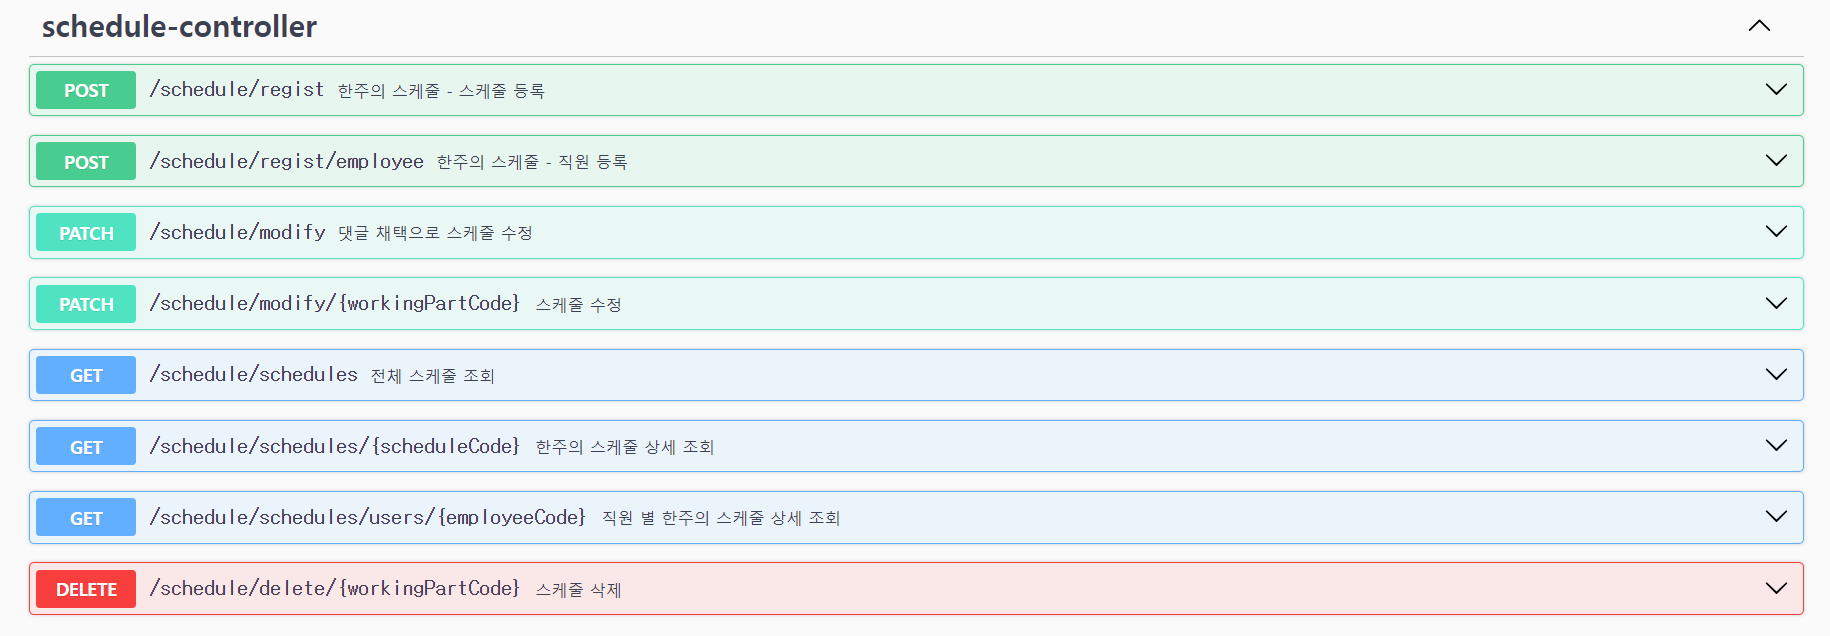 schedule-controller
POST /schedule/regist 한주의 스케줄 - 스케줄 등록
POST /schedule/regist/employee 한주의 스케줄 - 직원 등록
PATCH /schedule/modify 댓글 채택으로 스케줄 수정
PATCH /schedule/modify/{workingPartCode} 스케줄 수정
GET /schedule/schedules 전체 스케줄 조회
GET /schedule/schedules/{scheduleCode} 한주의 스케줄 상세 조회
GET /schedule/schedules/users/{employeeCode} 직원 별 한주의 스케줄 상세 조회
DELETE /schedule/delete/{workingPartCode} 스케줄 삭제